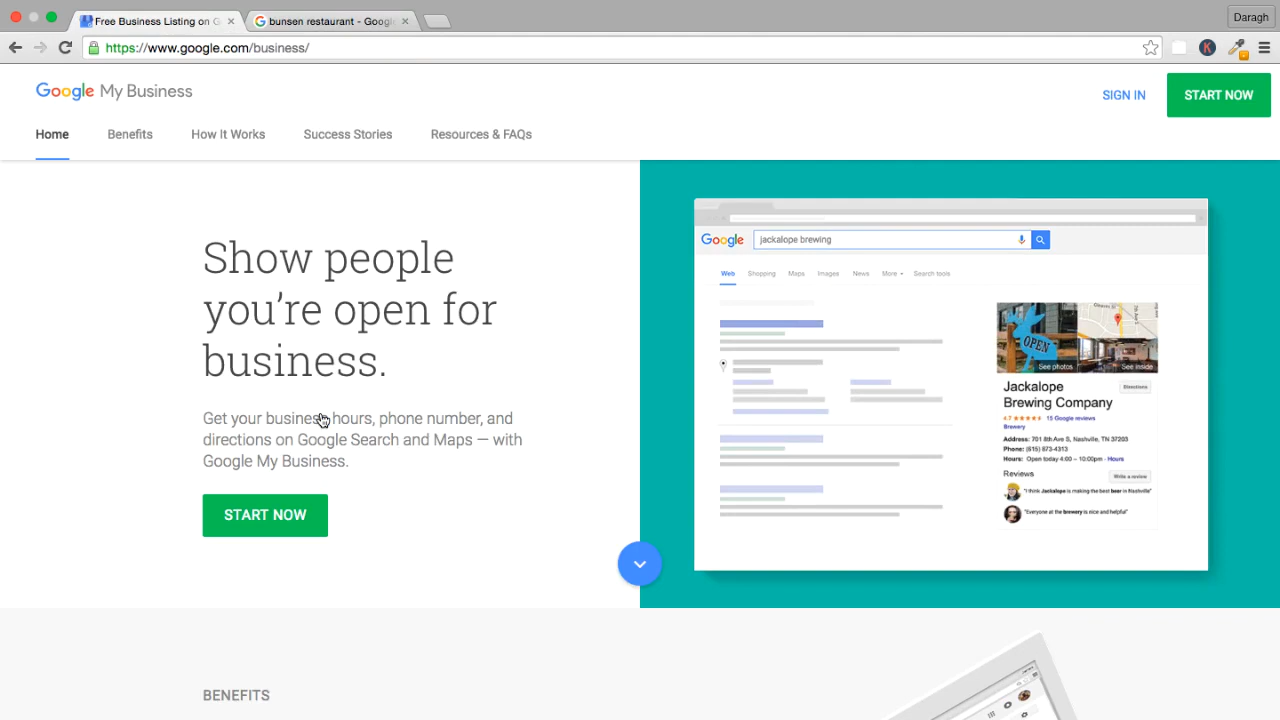 Free Business Listing on G
bunsen restaurant - Google
Daragh
https://www.google.com/business/
Google My Business
SIGN IN
START NOW
Home
Benefits
How It Works
Success Stories
Resources & FAQs
Show people
you're open for
business.
Get your business hours, phone number, and
directions on Google Search and Maps — with
Google My Business.
START NOW
Google
jackalope brewing
Web
Shopping
Maps
Images
News
More
Search tools
OPEN
See photos
See inside
Jackalope
Brewing Company
Directions
4.7 15 Google reviews
Brewery
Address: 701 8th Ave S, Nashville, TN 37203
Phone: (615) 873-4313
Hours: Open today 4:00 – 10:00pm - Hours
Reviews
Write a review
"I think Jackalope is making the best beer in Nashville"
"Everyone at the brewery is nice and helpful"
BENEFITS